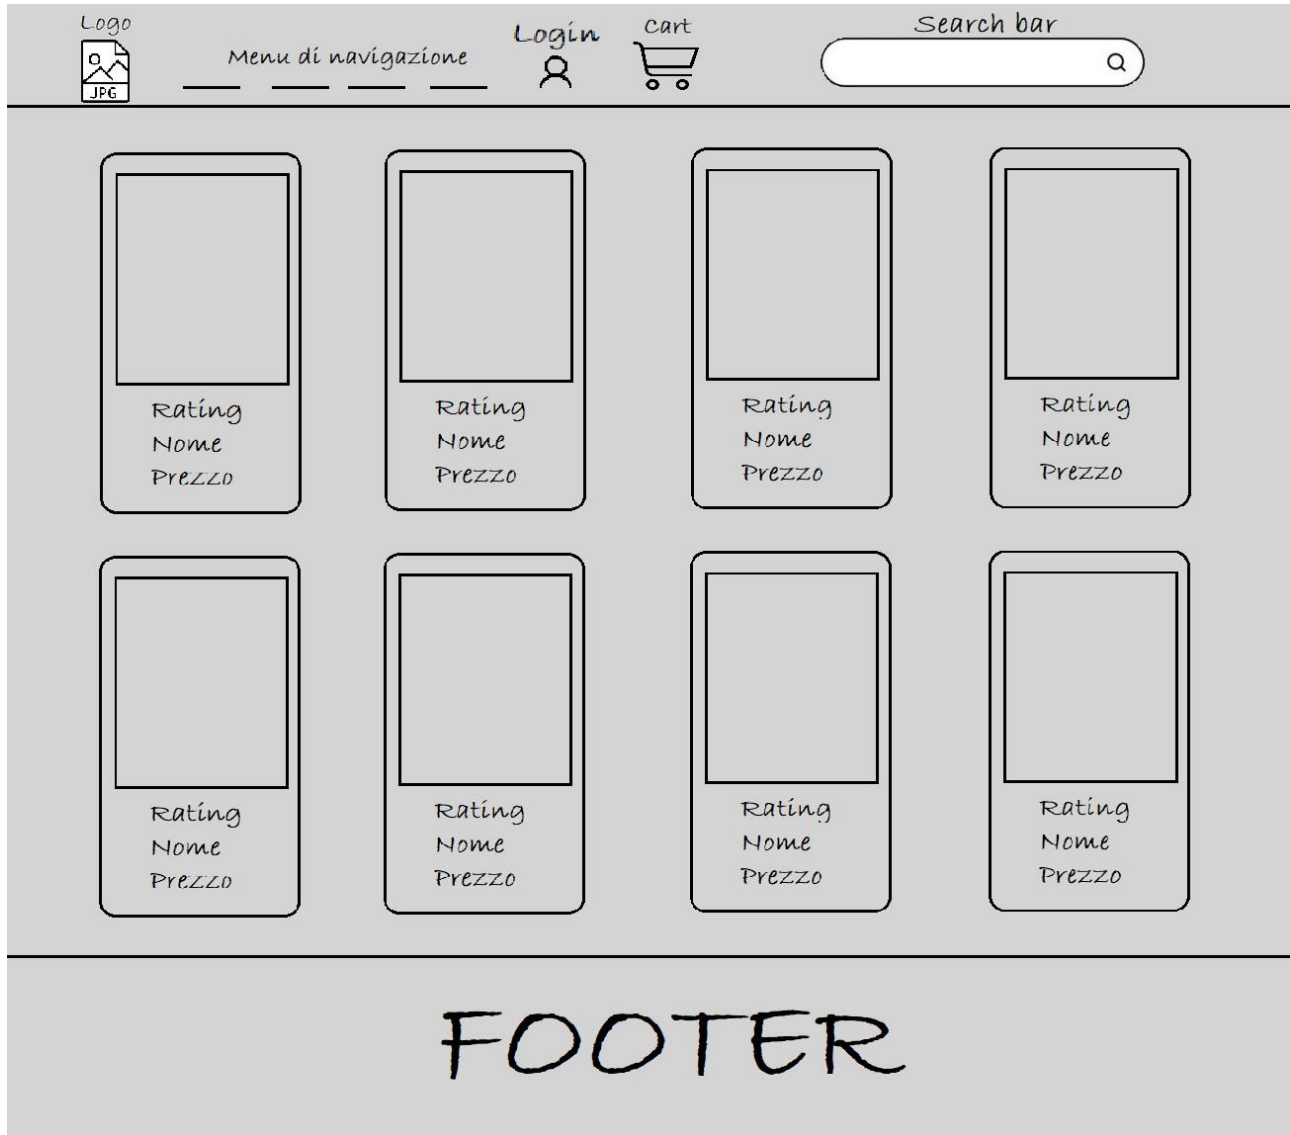 Logo
Menu di navigazione
Login
Cart
Search bar
JPG
Rating
Nome
Prezzo
Rating
Nome
Prezzo
Rating
Nome
Prezzo
Rating
Nome
Prezzo
Rating
Nome
Prezzo
Rating
Nome
Prezzo
Rating
Nome
Prezzo
Rating
Nome
Prezzo
FOOTER